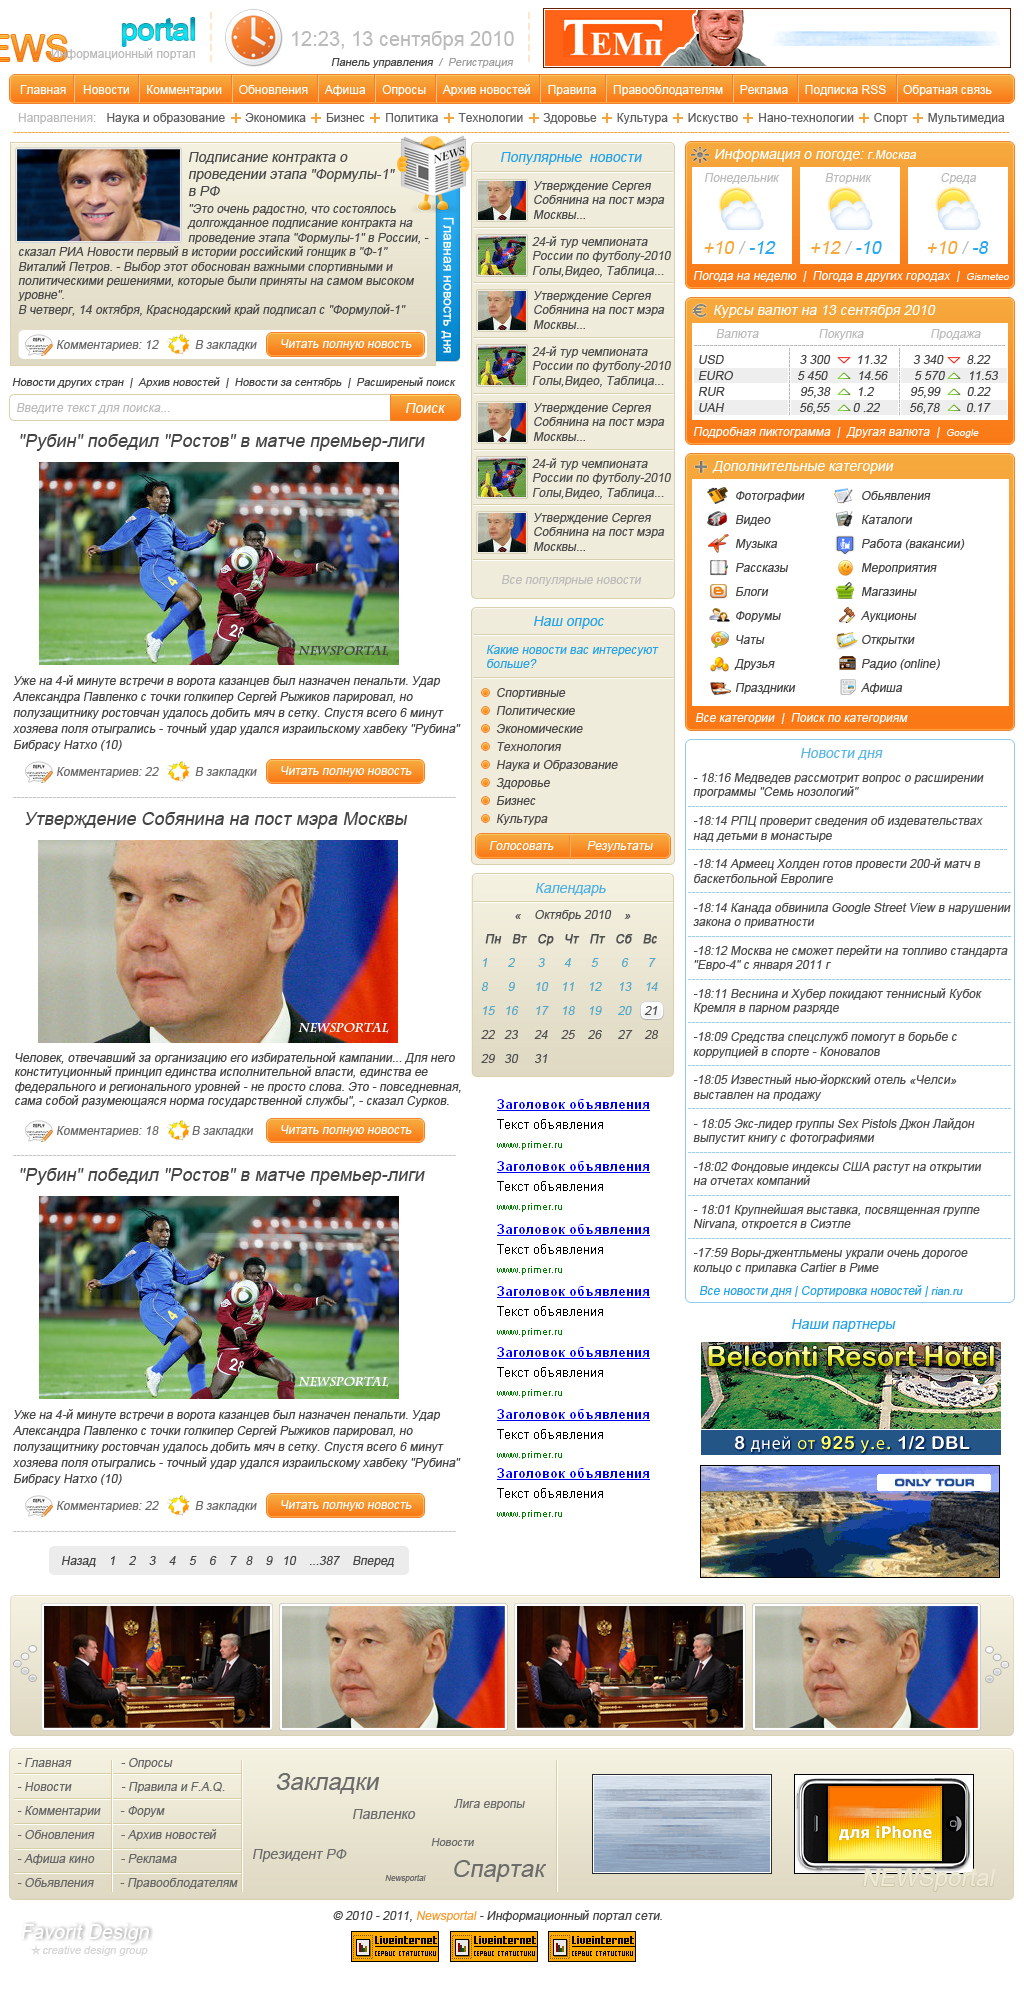 EWS portal
Информационный портал
12:23, 13 сентября 2010
Панель управления / Регистрация
ТЕМп
Главная
Новости
Комментарии
Обновления
Афиша
Опросы
Архив новостей
Правила
Правообладателям
Реклама
Подписка RSS
Обратная связь
Направления: Наука и образование + Экономика + Бизнес + Политика + Технологии + Здоровье + Культура + Искуство + Нано-технологии + Спорт + Мультимедиа
Подписание контракта о
проведении этапа "Формулы-1"
в РФ
"Это очень радостно, что состоялось
долгожданное подписание контракта на
проведение этапа "Формулы-1" в России, -
сказал РИА Новости первый в истории российский гонщик в "Ф-1"
Виталий Петров. - Выбор этот обоснован важными спортивными и
политическими решениями, которые были приняты на самом высоком
уровне".
В четверг, 14 октября, Краснодарский край подписал с "Формулой-1"
NEWS
Главная новость дня
REPLY
Комментариев: 12
В закладки
Читать полную новость
Новости других стран | Архив новостей | Новости за сентябрь | Расширеный поиск
Введите текст для поиска...
Поиск
"Рубин" победил "Ростов" в матче премьер-лиги
NEWSPORTAL
Уже на 4-й минуте встречи в ворота казанцев был назначен пенальти. Удар
Александра Павленко с точки голкипер Сергей Рыжиков парировал, но
полузащитнику ростовчан удалось добить мяч в сетку. Спустя всего 6 минут
хозяева поля отыгрались - точный удар удался израильскому хавбеку "Рубина"
Бибрасу Натхо (10)
REPLY
Комментариев: 22
В закладки
Читать полную новость
Утверждение Собянина на пост мэра Москвы
NEWSPORTAL
Человек, отвечавший за организацию его избирательной кампании... Для него
конституционный принцип единства исполнительной власти, единства ее
федерального и регионального уровней - не просто слова. Это - повседневная,
сама собой разумеющаяся норма государственной службы", - сказал Сурков.
REPLY
Комментариев: 18
В закладки
Читать полную новость
"Рубин" победил "Ростов" в матче премьер-лиги
NEWSPORTAL
Уже на 4-й минуте встречи в ворота казанцев был назначен пенальти. Удар
Александра Павленко с точки голкипер Сергей Рыжиков парировал, но
полузащитнику ростовчан удалось добить мяч в сетку. Спустя всего 6 минут
хозяева поля отыгрались - точный удар удался израильскому хавбеку "Рубина"
Бибрасу Натхо (10)
REPLY
Комментариев: 22
В закладки
Читать полную новость
Назад 1 2 3 4 5 6 7 8 9 10 ...387 Вперед
Популярные новости
Утверждение Сергея
Собянина на пост мэра
Москвы...
24-й тур чемпионата
России по футболу-2010
Голы,Видео, Таблица...
Утверждение Сергея
Собянина на пост мэра
Москвы...
24-й тур чемпионата
России по футболу-2010
Голы,Видео, Таблица...
Утверждение Сергея
Собянина на пост мэра
Москвы...
24-й тур чемпионата
России по футболу-2010
Голы,Видео, Таблица...
Утверждение Сергея
Собянина на пост мэра
Москвы...
Все популярные новости
Наш опрос
Какие новости вас интересуют
больше?
Спортивные
Политические
Экономические
Технология
Наука и Образование
Здоровье
Бизнес
Культура
Голосовать
Результаты
Календарь
« Октябрь 2010 »
Пн Вт Ср Чт Пт Сб Вс
1 2 3 4 5 6 7
8 9 10 11 12 13 14
15 16 17 18 19 20 21
22 23 24 25 26 27 28
29 30 31
Заголовок объявления
Текст объявления
www.primer.ru
Заголовок объявления
Текст объявления
www.primer.ru
Заголовок объявления
Текст объявления
www.primer.ru
Заголовок объявления
Текст объявления
www.primer.ru
Заголовок объявления
Текст объявления
www.primer.ru
Заголовок объявления
Текст объявления
www.primer.ru
Заголовок объявления
Текст объявления
www.primer.ru
Информация о погоде: г.Москва
Понедельник Вторник Среда
+10 / -12 +12 / -10 +10 / -8
Погода на неделю | Погода в других городах | Gismeteo
Курсы валют на 13 сентября 2010
Валюта Покупка Продажа
USD 3 300 11.32 3 340 8.22
EURO 5 450 14.56 5 570 11.53
RUR 95,38 1.2 95,99 0.22
UAH 56,55 0 .22 56,78 0.17
Подробная пиктограмма | Другая валюта | Google
Дополнительные категории
Фотографии Обьявления
Видео Каталоги
Музыка Работа (вакансии)
Рассказы Мероприятия
Блоги Магазины
Форумы Аукционы
Чаты Открытки
Друзья Радио (online)
Праздники Афиша
Все категории | Поиск по категориям
Новости дня
- 18:16 Медведев рассмотрит вопрос о расширении
программы "Семь нозологий"
-18:14 РПЦ проверит сведения об издевательствах
над детьми в монастыре
-18:14 Армеец Холден готов провести 200-й матч в
баскетбольной Евролиге
-18:14 Канада обвинила Google Street View в нарушении
закона о приватности
-18:12 Москва не сможет перейти на топливо стандарта
"Евро-4" с января 2011 г
-18:11 Веснина и Хубер покидают теннисный Кубок
Кремля в парном разряде
-18:09 Средства спецслужб помогут в борьбе с
коррупцией в спорте - Коновалов
-18:05 Известный нью-йоркский отель «Челси»
выставлен на продажу
- 18:05 Экс-лидер группы Sex Pistols Джон Лайдон
выпустит книгу с фотографиями
-18:02 Фондовые индексы США растут на открытии
на отчетах компаний
- 18:01 Крупнейшая выставка, посвященная группе
Nirvana, откроется в Сиэтле
-17:59 Воры-джентльмены украли очень дорогое
кольцо с прилавка Cartier в Риме
Все новости дня | Сортировка новостей | rian.ru
Наши партнеры
Belconti Resort Hotel
8 дней от 925 у.е. 1/2 DBL
ONLY TOUR
- Главная
- Новости
- Комментарии
- Обновления
- Афиша кино
- Обьявления
- Опросы
- Правила и F.A.Q.
- Форум
- Архив новостей
- Реклама
- Правообладателям
Закладки
Павленко
Лига европы
Новости
Президент РФ
Newsportal
Спартак
для iPhone
NEWSportal
Favorit Design
creative design group
© 2010 - 2011, Newsportal - Информационный портал сети.
Liveinternet
СЕРВИС СТАТИСТИКИ
Liveinternet
СЕРВИС СТАТИСТИКИ
Liveinternet
СЕРВИС СТАТИСТИКИ